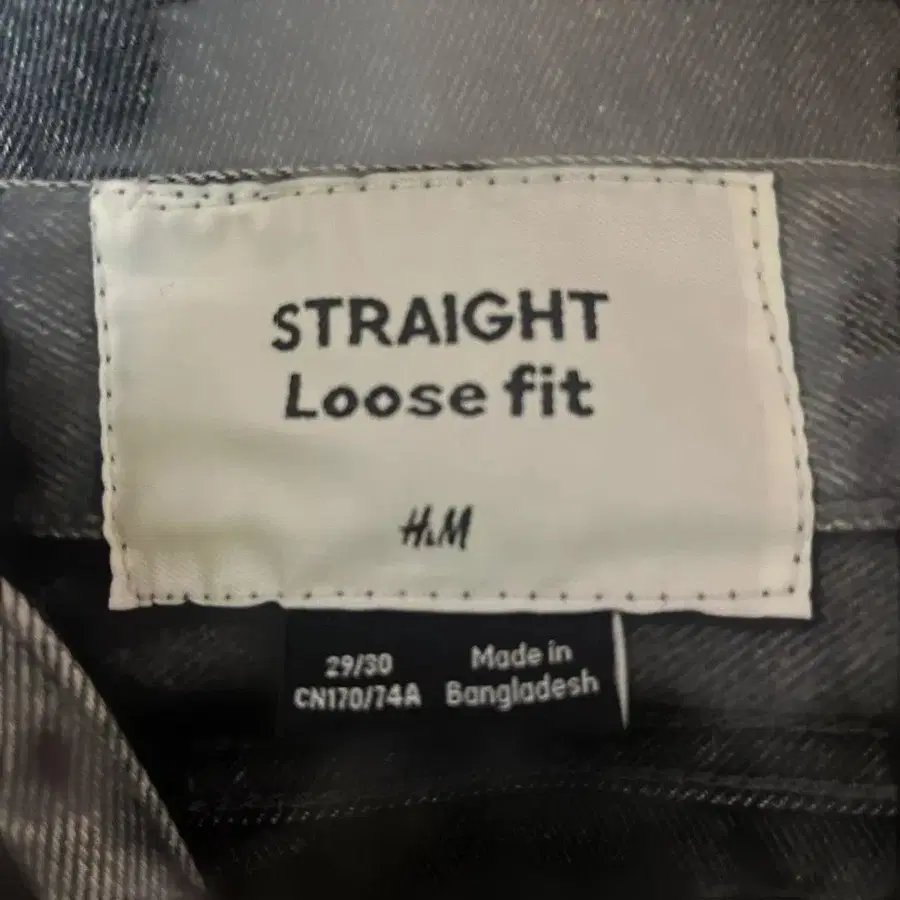 STRAIGHT
Loose fit
H&M
29/30
CN170/74A
Made in
Bangladesh